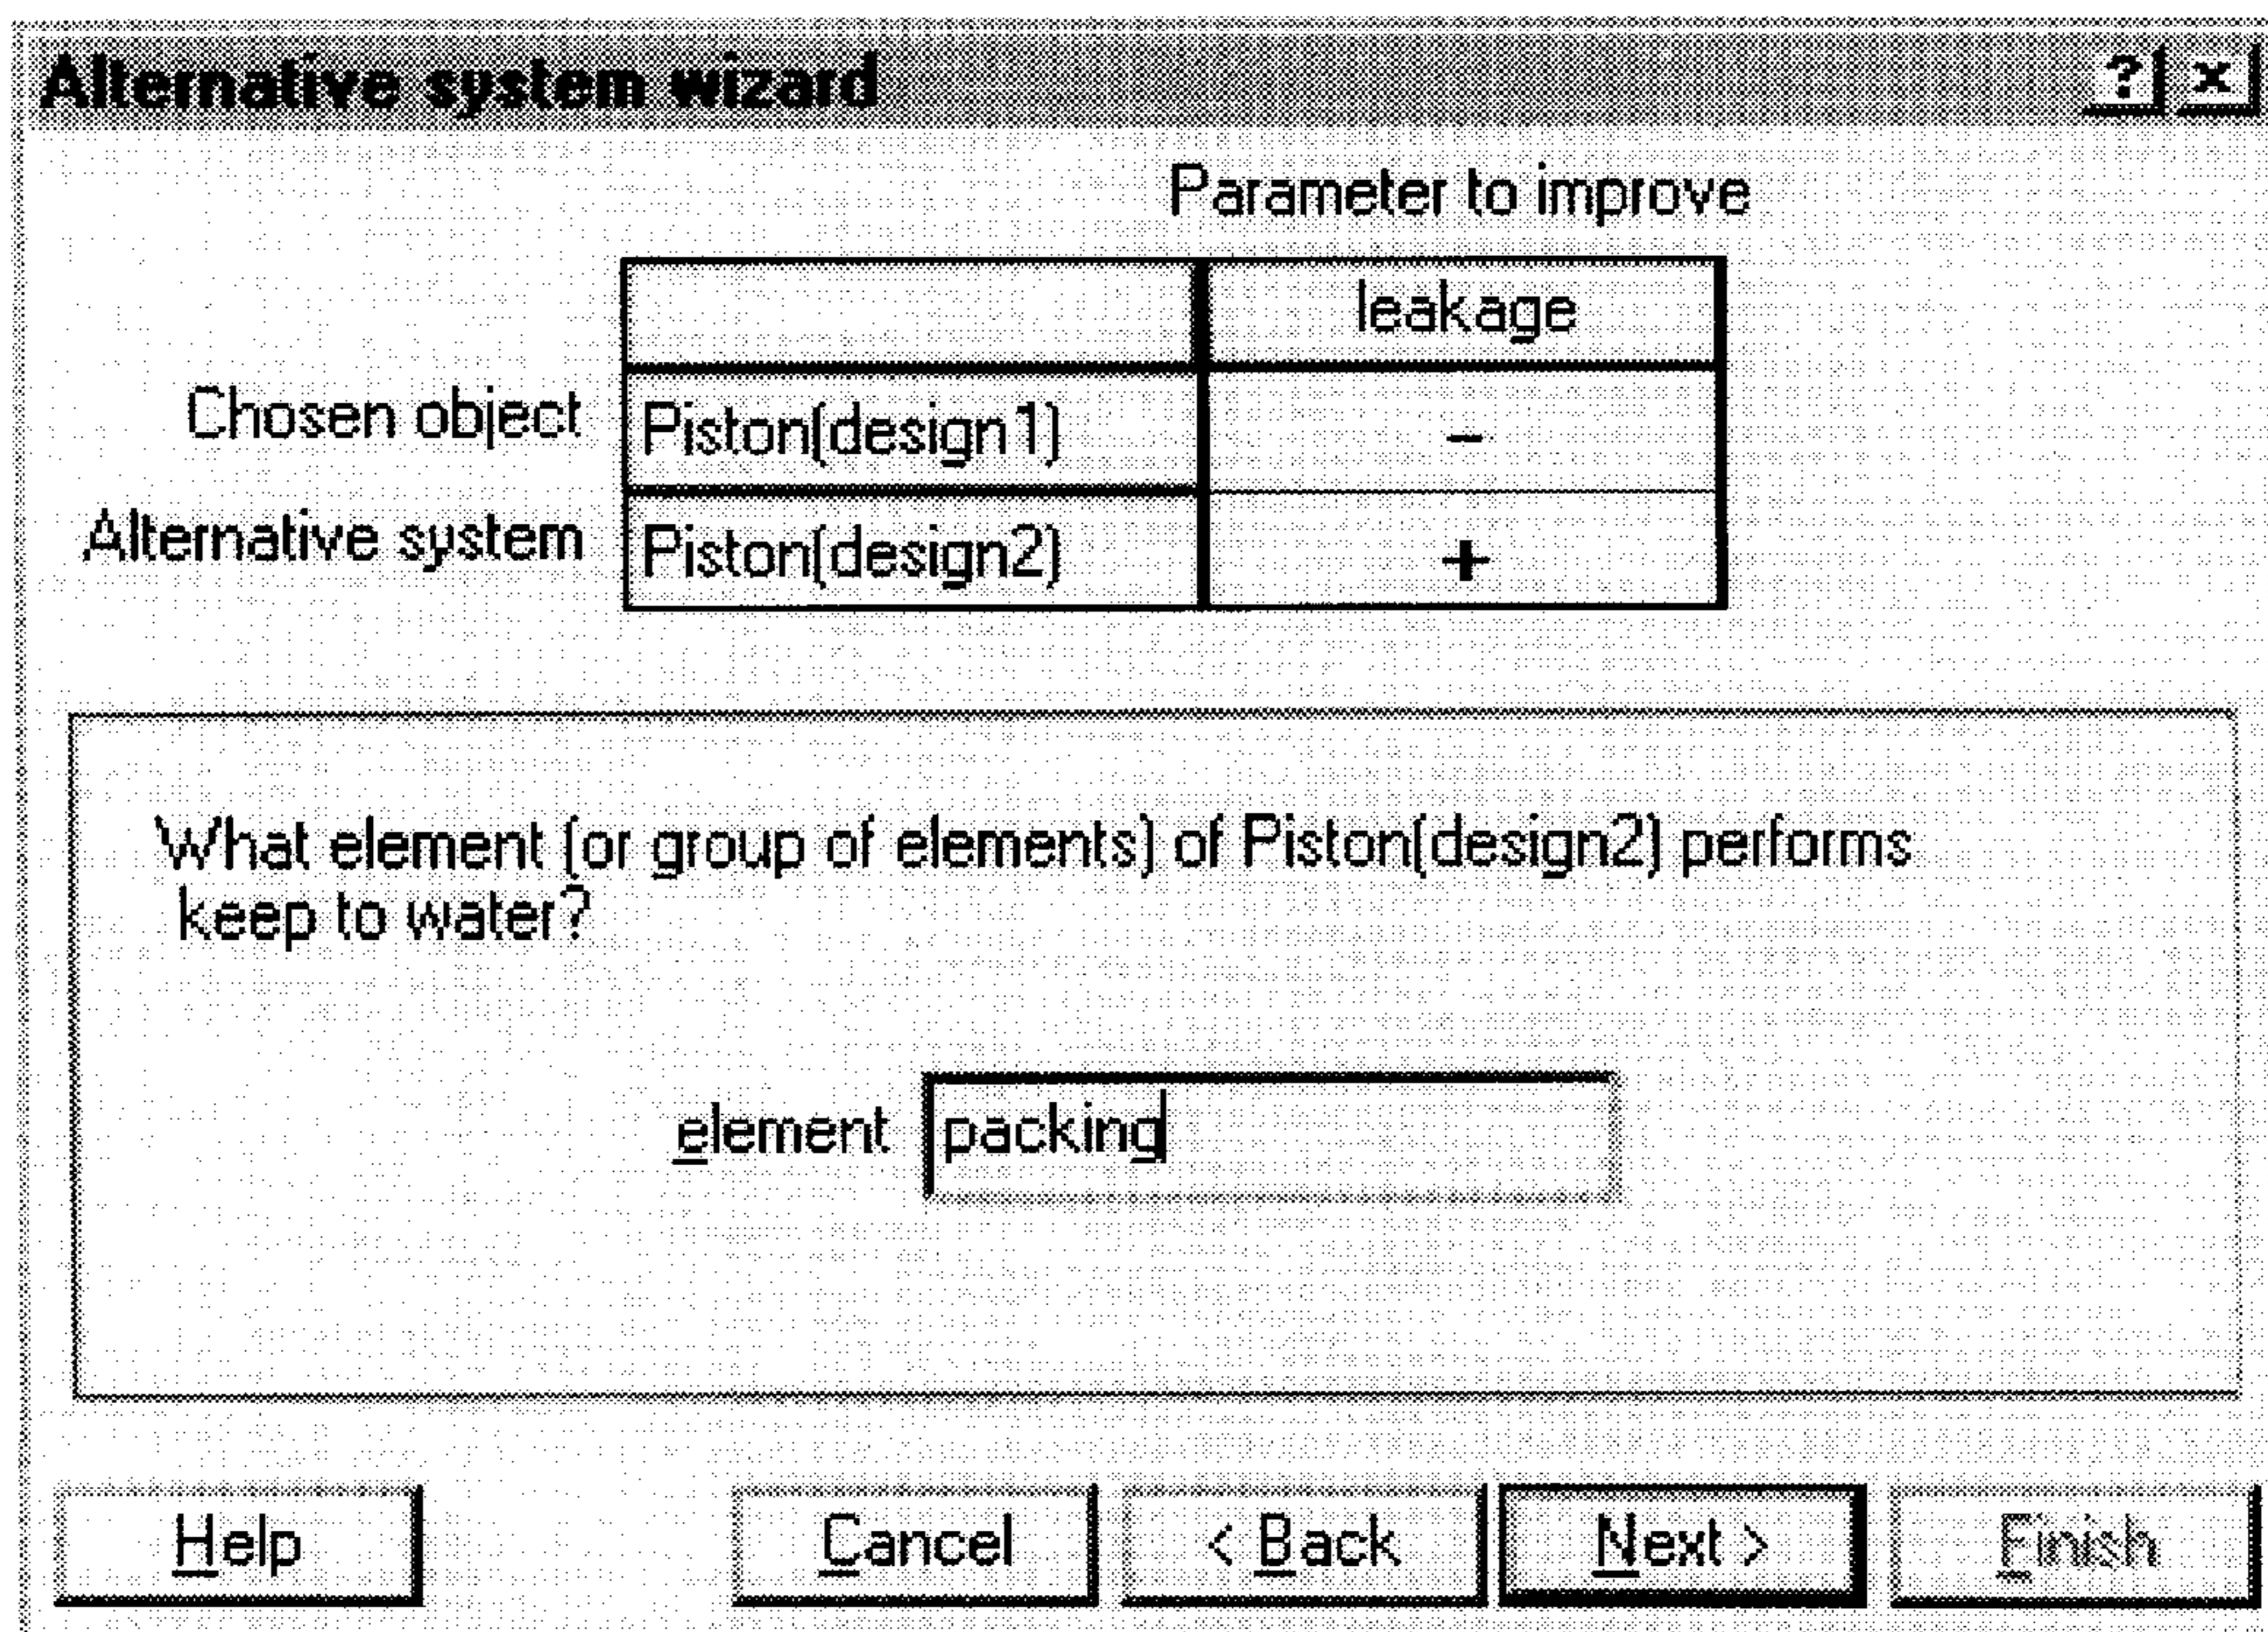 Alternative system wizard ? x
Parameter to improve
leakage
Chosen object Piston(design1) -
Alternative system Piston(design2) +
What element (or group of elements) of Piston(design2) performs
keep to water?
element packing
Help Cancel < Back Next > Finish